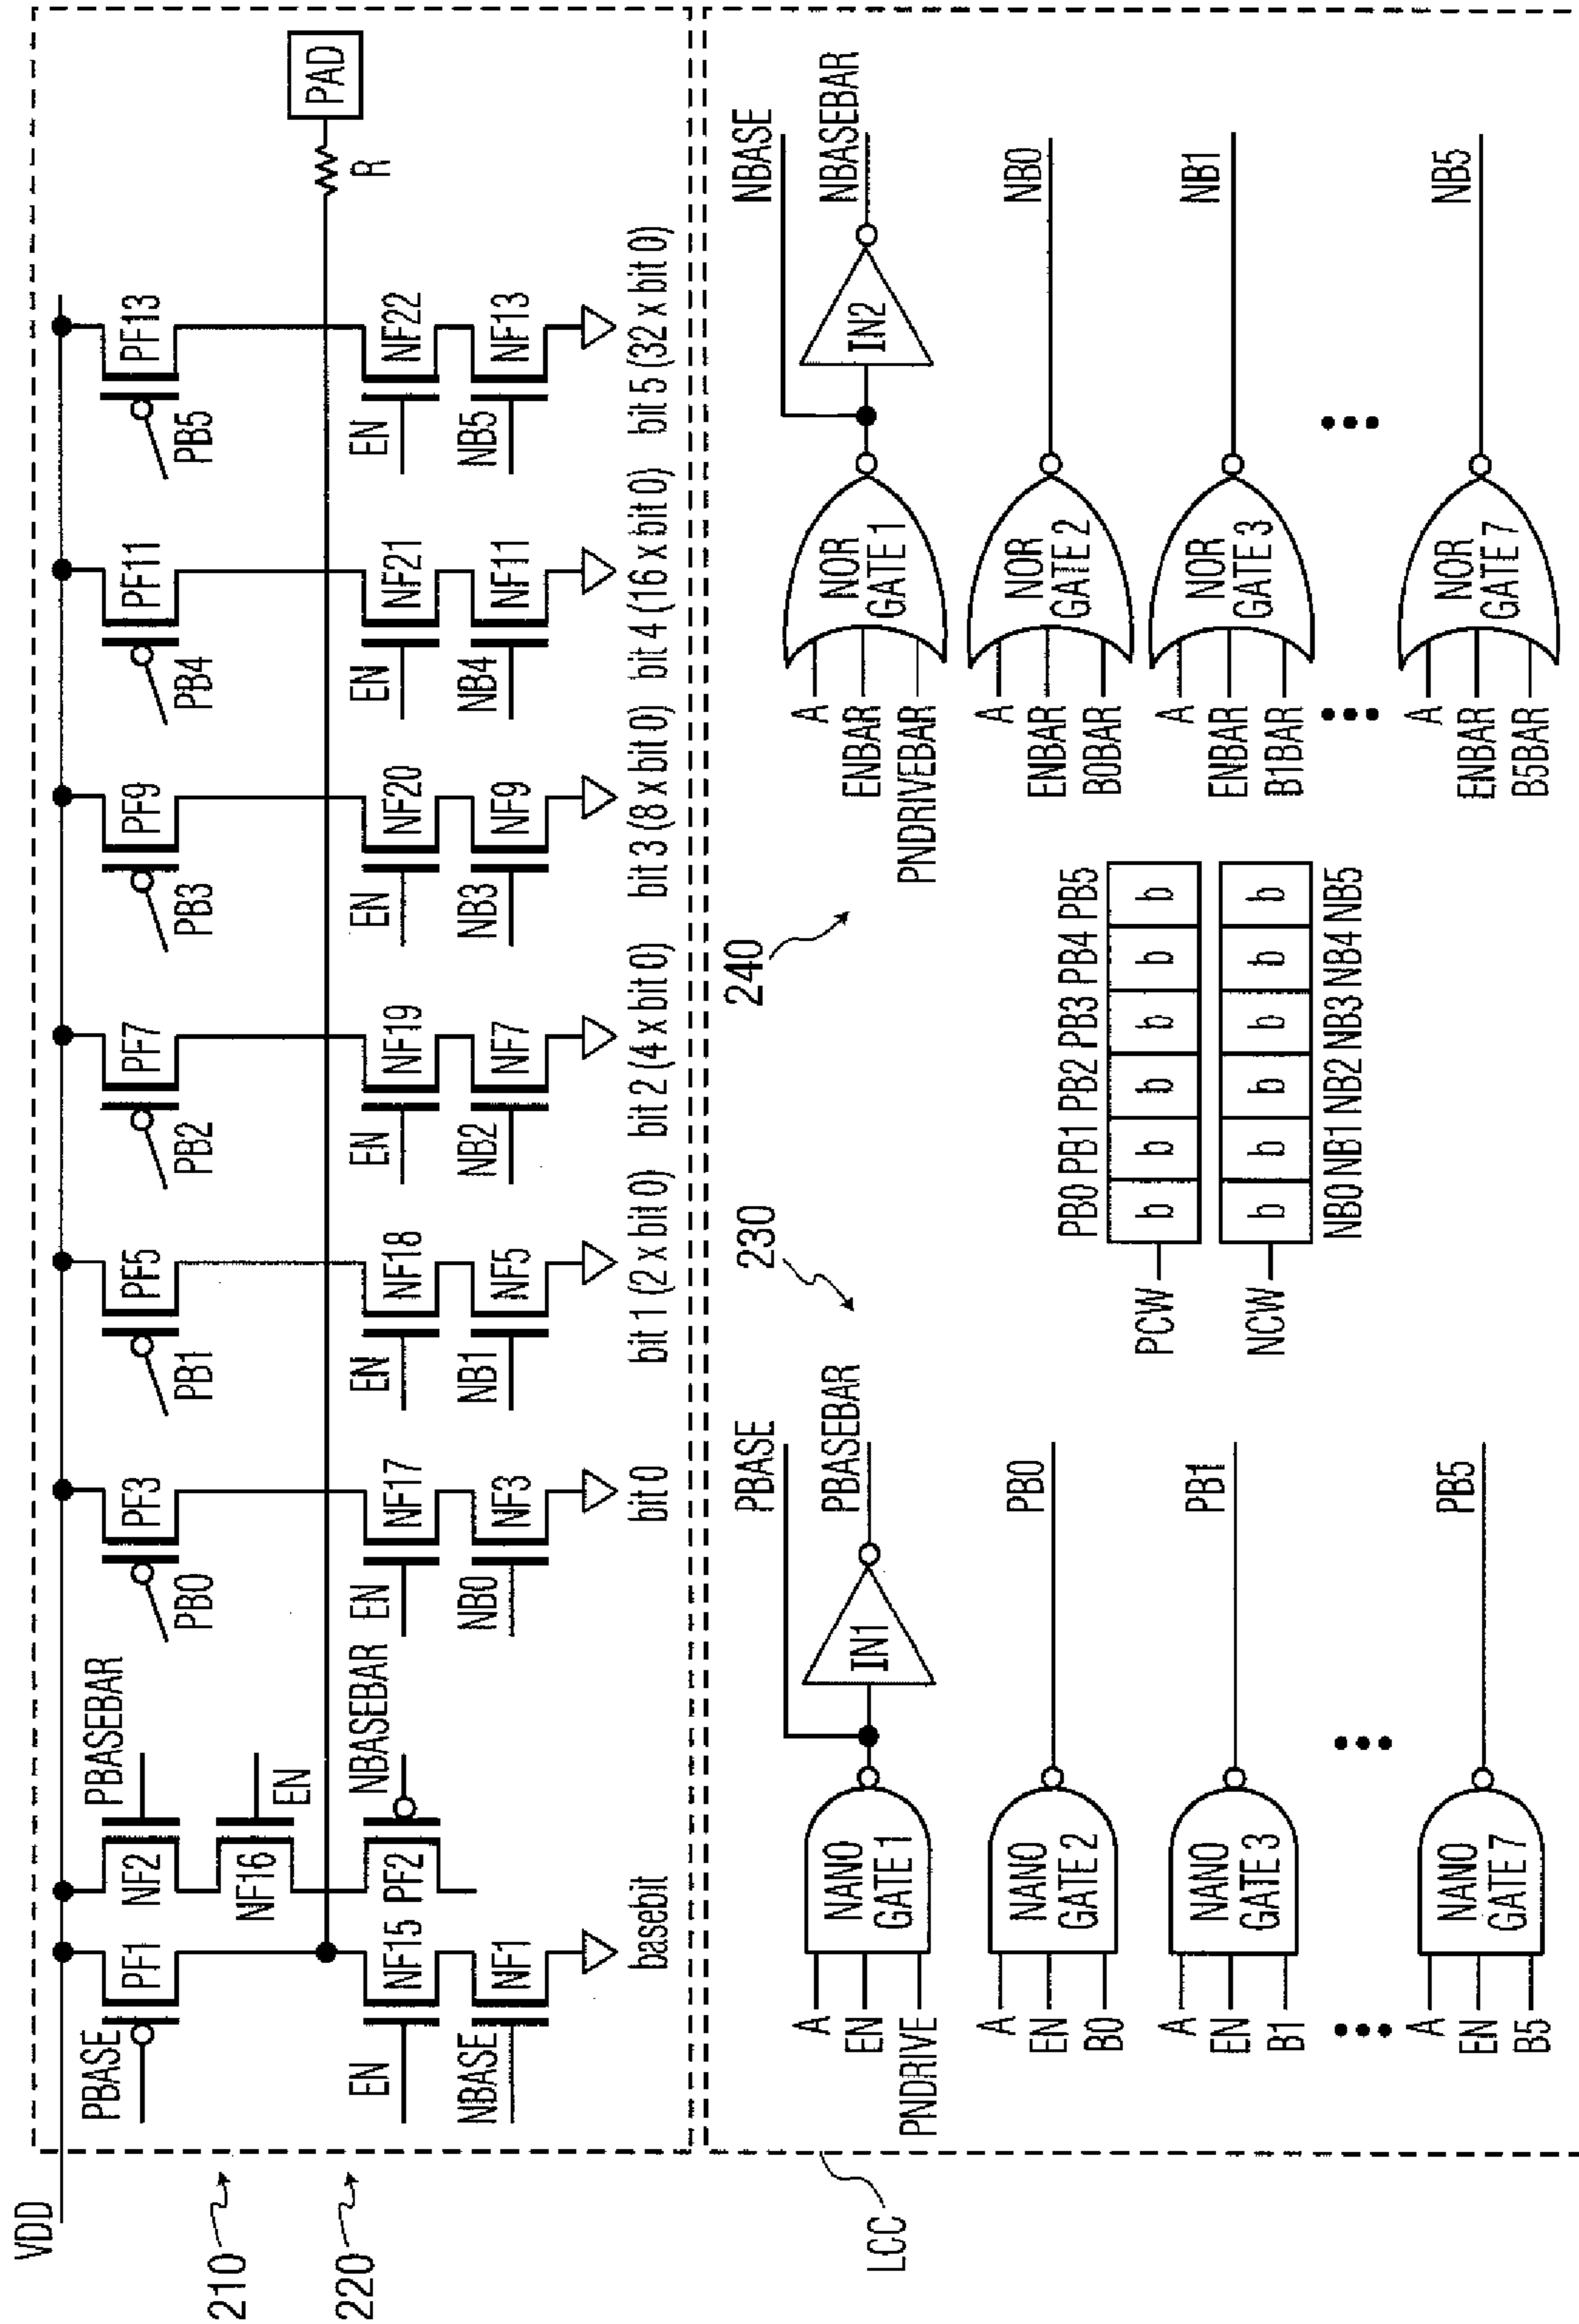 VDD
210
220
PBASE
PF1
NF2
PBASEBAR
NF16
EN
EN
NF15
PF2
NBASEBAR
NBASE
NF1
basebit
PB0
PF3
EN
NF17
NB0
NF3
bit 0
PB1
PF5
EN
NF18
NB1
NF5
bit 1 (2 x bit 0)
PB2
PF7
EN
NF19
NB2
NF7
bit 2 (4 x bit 0)
PB3
PF9
EN
NF20
NB3
NF9
bit 3 (8 x bit 0)
PB4
PF11
EN
NF21
NB4
NF11
bit 4 (16 x bit 0)
PB5
PF13
EN
NF22
NB5
NF13
bit 5 (32 x bit 0)
R
PAD
LCC
230
A
EN
PNDRIVE
NANO
GATE 1
IN1
PBASE
PBASEBAR
A
EN
B0
NANO
GATE 2
PB0
A
EN
B1
NANO
GATE 3
PB1
A
EN
B5
NANO
GATE 7
PB5
PB0 PB1 PB2 PB3 PB4 PB5
PCW b b b b b b
NCW b b b b b b
NB0 NB1 NB2 NB3 NB4 NB5
240
A
ENBAR
PNDRIVEBAR
NOR
GATE 1
IN2
NBASE
NBASEBAR
A
ENBAR
B0BAR
NOR
GATE 2
NB0
A
ENBAR
B1BAR
NOR
GATE 3
NB1
A
ENBAR
B5BAR
NOR
GATE 7
NB5